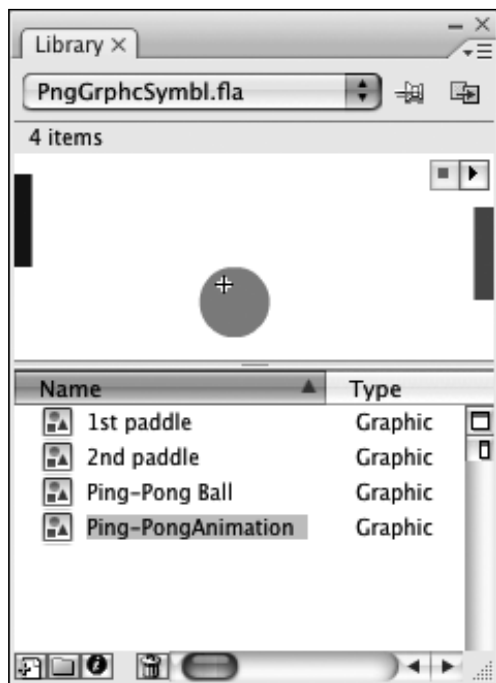 Library ×
PngGrphcSymbl.fla
4 items
Name Type
1st paddle Graphic
2nd paddle Graphic
Ping-Pong Ball Graphic
Ping-PongAnimation Graphic